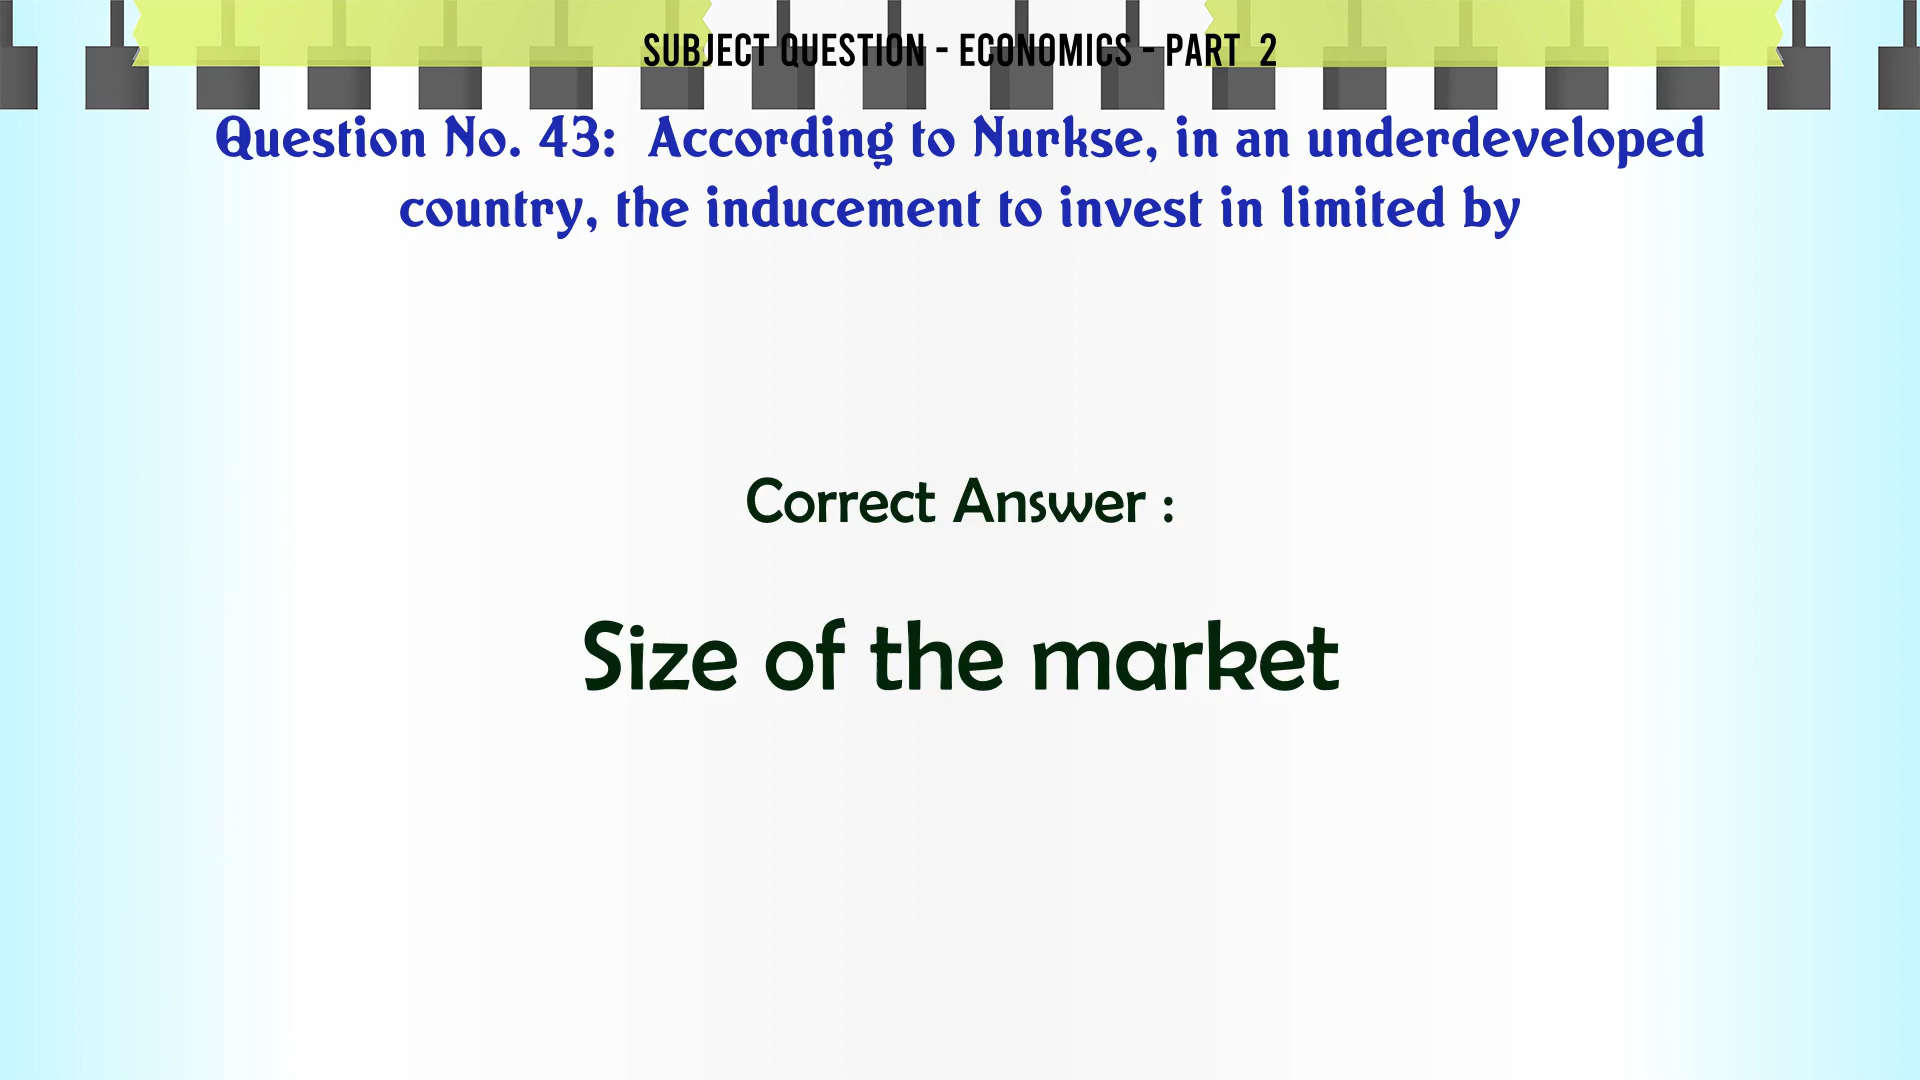 SUBJECT QUESTION - ECONOMICS - PART 2
Question No. 43: According to Nurkse, in an underdeveloped
country, the inducement to invest in limited by
Correct Answer :
Size of the market